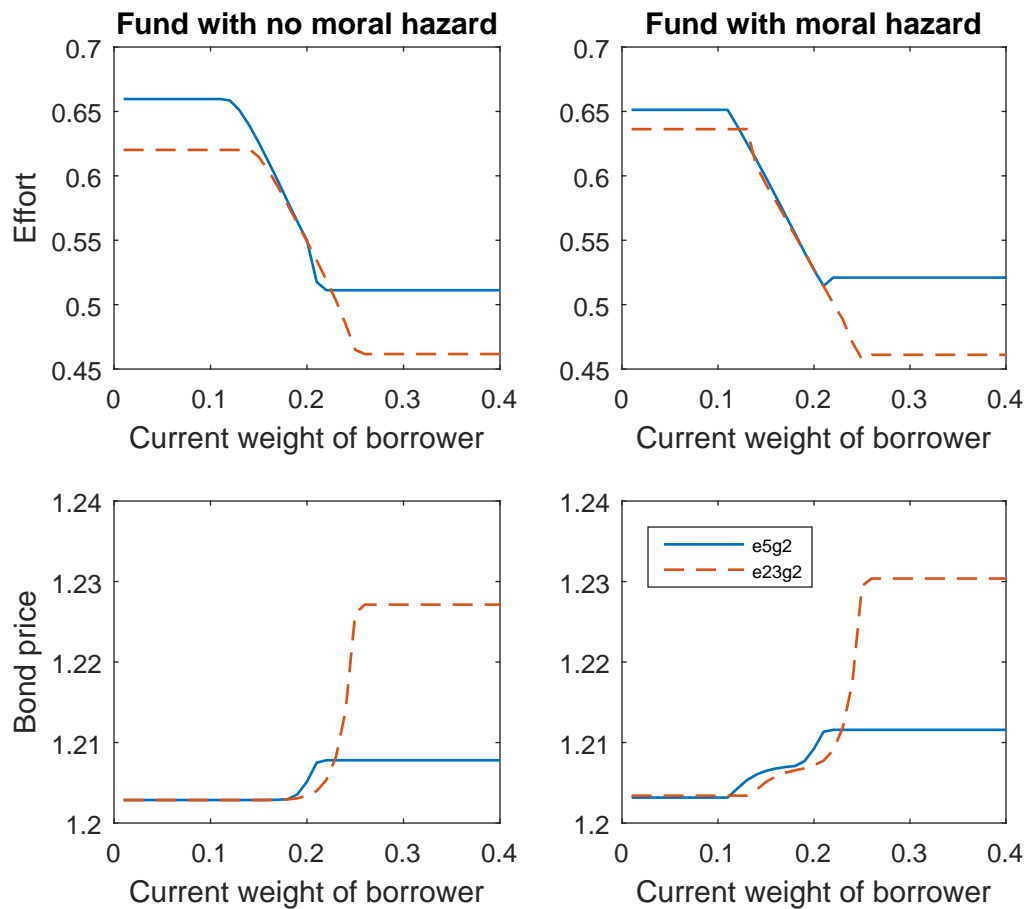 Fund with no moral hazard
0.7
0.65
0.6
0.55
0.5
0.45
Effort
0 0.1 0.2 0.3 0.4
Current weight of borrower
Fund with moral hazard
0.7
0.65
0.6
0.55
0.5
0.45
0 0.1 0.2 0.3 0.4
Current weight of borrower
1.24
1.23
1.22
1.21
1.2
Bond price
0 0.1 0.2 0.3 0.4
Current weight of borrower
1.24
1.23
1.22
1.21
1.2
e5g2
e23g2
0 0.1 0.2 0.3 0.4
Current weight of borrower